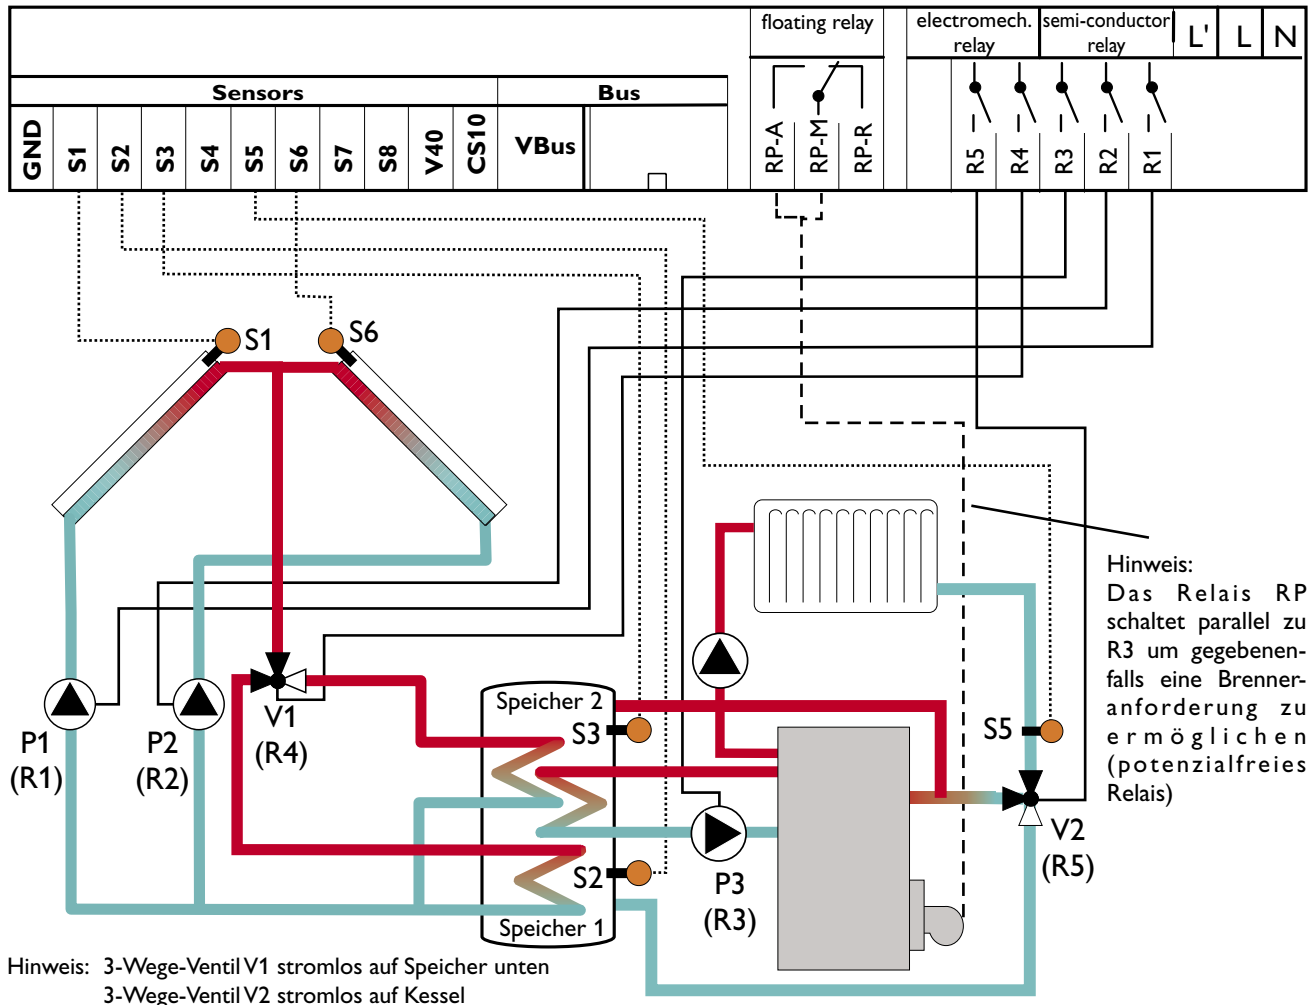 floating relay
electromech.
relay
semi-conductor
relay
L'
L
N
Sensors
Bus
GND
S1
S2
S3
S4
S5
S6
S7
S8
V40
CS10
VBus
RP-A
RP-M
RP-R
R5
R4
R3
R2
R1
S1
S6
Hinweis:
Das Relais RP
schaltet parallel zu
R3 um gegebenen-
falls eine Brenner-
anforderung zu
ermöglichen
(potenzialfreies
Relais)
P1
(R1)
P2
(R2)
V1
(R4)
Speicher 2
S3
S2
Speicher 1
P3
(R3)
S5
V2
(R5)
Hinweis: 3-Wege-Ventil V1 stromlos auf Speicher unten
3-Wege-Ventil V2 stromlos auf Kessel